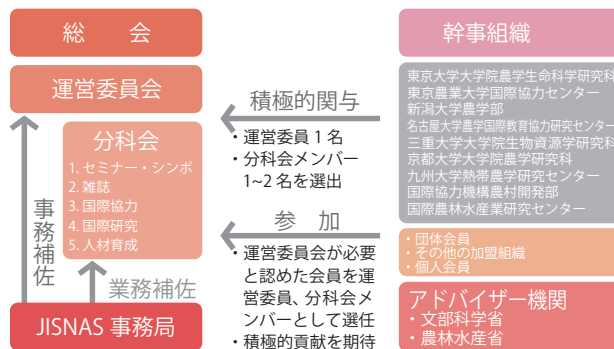 総　会
運営委員会
分科会
1. セミナー・シンポ
2. 雑誌
3. 国際協力
4. 国際研究
5. 人材育成
事務補佐
業務補佐
JISNAS 事務局
積極的関与
・運営委員 1 名
・分科会メンバー
1~2 名を選出
参　加
・運営委員会が必要
と認めた会員を運
営委員、分科会メ
ンバーとして選任
・積極的貢献を期待
幹事組織
東京大学大学院農学生命科学研究科
東京農業大学国際協力センター
新潟大学農学部
名古屋大学農学国際教育協力研究センター
三重大学大学院生物資源学研究科
京都大学大学院農学研究科
九州大学熱帯農学研究センター
国際協力機構農村開発部
国際農林水産業研究センター
・団体会員
・その他の加盟組織
・個人会員
アドバイザー機関
・文部科学省
・農林水産省